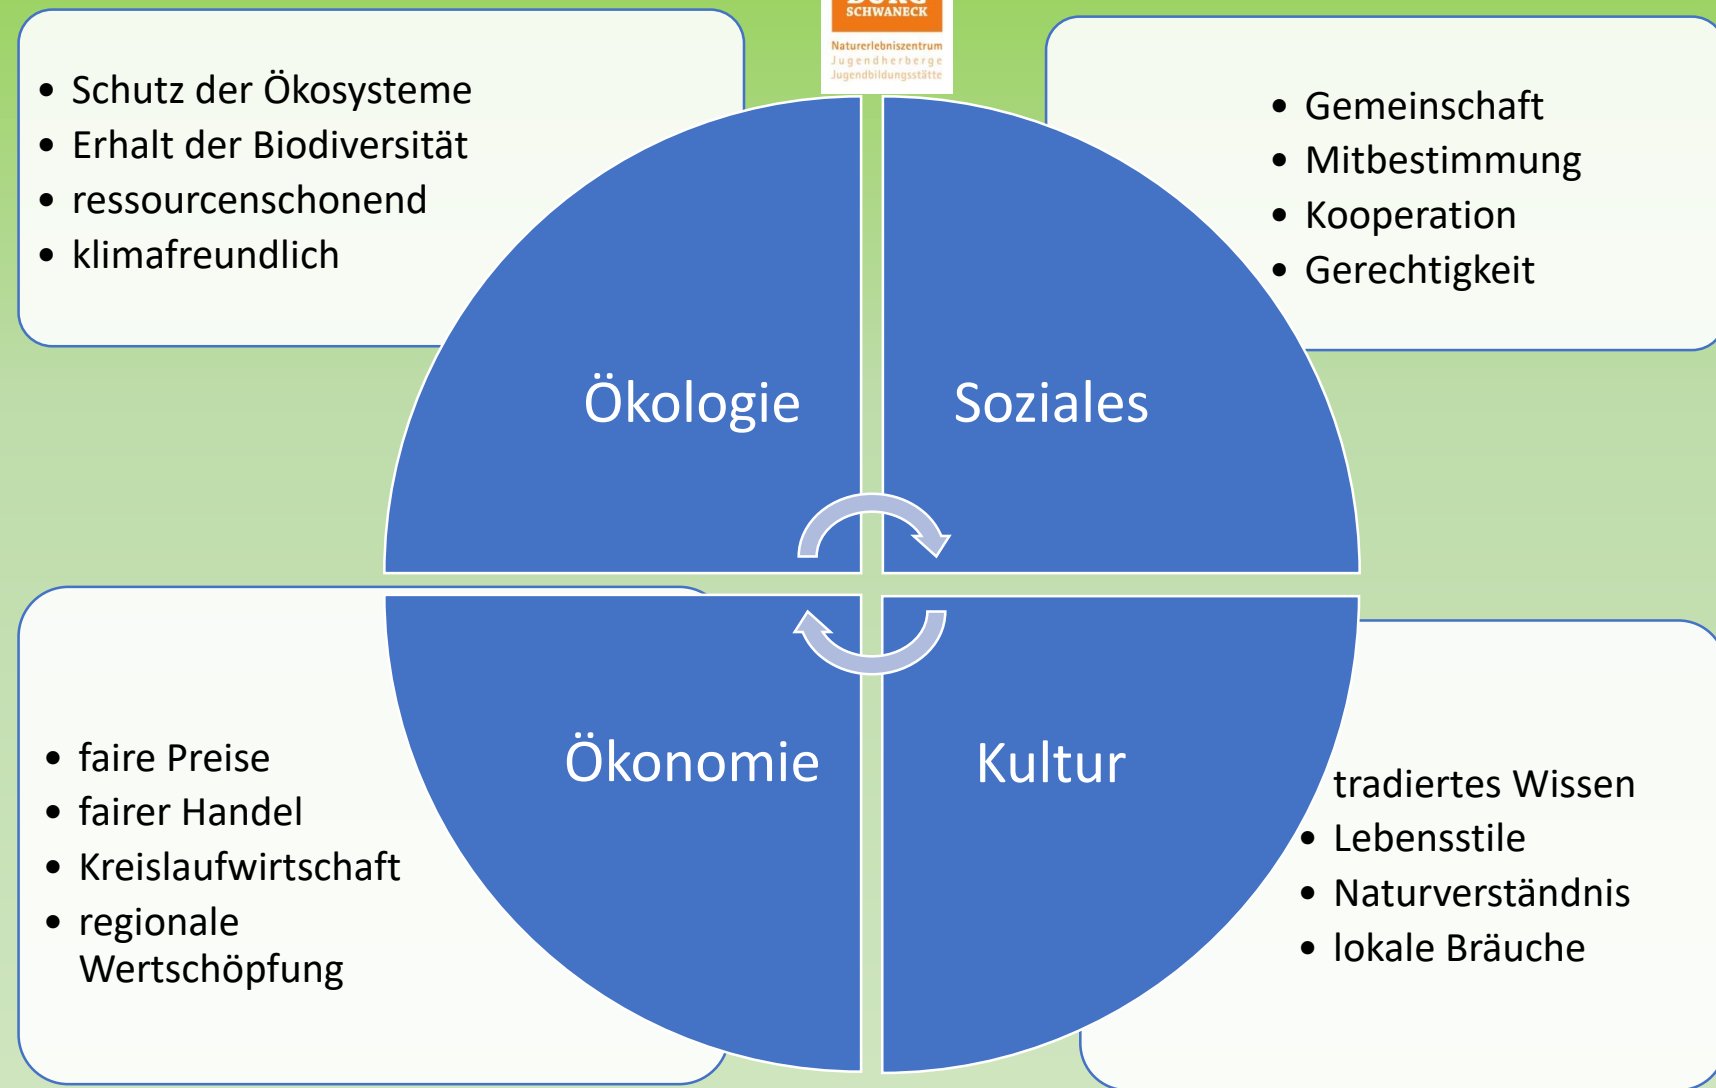 SCHWANECK
Naturerlebniszentrum
Jugendherberge
Jugendbildungsstätte
• Schutz der Ökosysteme
• Erhalt der Biodiversität
• ressourcenschonend
• klimafreundlich
• Gemeinschaft
• Mitbestimmung
• Kooperation
• Gerechtigkeit
Ökologie
Soziales
Ökonomie
Kultur
• faire Preise
• fairer Handel
• Kreislaufwirtschaft
• regionale
Wertschöpfung
tradiertes Wissen
• Lebensstile
• Naturverständnis
• lokale Bräuche